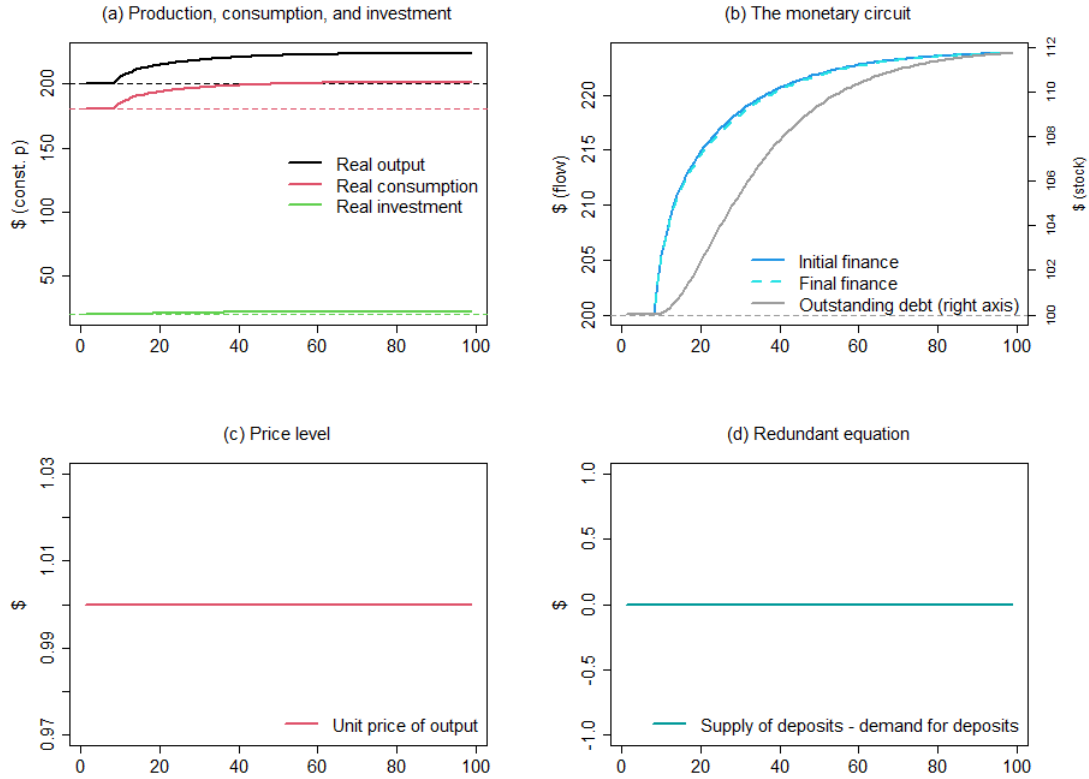 (a) Production, consumption, and investment
$ (const. p)
50
100
150
200
Real output
Real consumption
Real investment
0 20 40 60 80 100
(b) The monetary circuit
$ (flow)
200
205
210
215
220
$ (stock)
100
102
104
106
108
110
112
Initial finance
Final finance
Outstanding debt (right axis)
0 20 40 60 80 100
(c) Price level
$
0.97
0.99
1.01
1.03
Unit price of output
0 20 40 60 80 100
(d) Redundant equation
$
-1.0
-0.5
0.0
0.5
1.0
Supply of deposits - demand for deposits
0 20 40 60 80 100